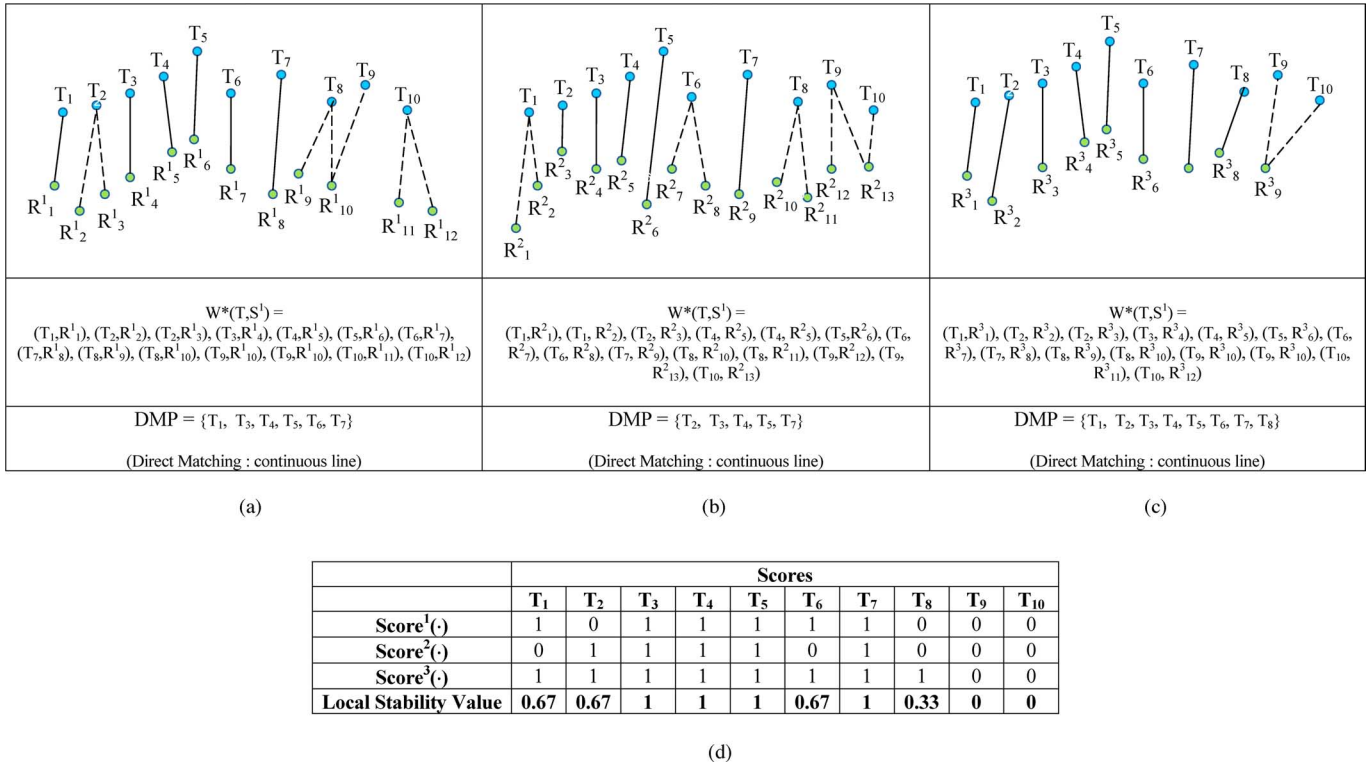 T1 T2 T3 T4 T5 T6 T7 T8 T9 T10
R¹1 R¹2 R¹3 R¹4 R¹5 R¹6 R¹7 R¹8 R¹9 R¹10 R¹11 R¹12
T1 T2 T3 T4 T5 T6 T7 T8 T9 T10
R²1 R²2 R²3 R²4 R²5 R²6 R²7 R²8 R²9 R²10 R²11 R²12 R²13
T1 T2 T3 T4 T5 T6 T7 T8 T9 T10
R³1 R³2 R³3 R³4 R³5 R³6 R³8 R³9
W*(T,S¹) =
(T1,R¹1), (T2,R¹2), (T2,R¹3), (T3,R¹4), (T4,R¹5), (T5,R¹6), (T6,R¹7),
(T7,R¹8), (T8,R¹9), (T8,R¹10), (T9,R¹10), (T9,R¹10), (T10,R¹11), (T10,R¹12)
W*(T,S¹) =
(T1,R²1), (T1, R²2), (T2, R²3), (T4, R²5), (T4, R²5), (T5,R²6), (T6,
R²7), (T6, R²8), (T7, R²9), (T8, R²10), (T8, R²11), (T9,R²12), (T9,
R²13), (T10, R²13)
W*(T,S¹) =
(T1,R³1), (T2, R³2), (T2, R³3), (T3, R³4), (T4, R³5), (T5, R³6), (T6,
R³7), (T7, R³8), (T8, R³9), (T8, R³10), (T9, R³10), (T9, R³10), (T10,
R³11), (T10, R³12)
DMP = {T1, T3, T4, T5, T6, T7}
(Direct Matching : continuous line)
DMP = {T2, T3, T4, T5, T7}
(Direct Matching : continuous line)
DMP = {T1, T2, T3, T4, T5, T6, T7, T8}
(Direct Matching : continuous line)
(a)
(b)
(c)
Scores
T1 T2 T3 T4 T5 T6 T7 T8 T9 T10
Score¹(·) 1 0 1 1 1 1 1 0 0 0
Score²(·) 0 1 1 1 1 0 1 0 0 0
Score³(·) 1 1 1 1 1 1 1 1 0 0
Local Stability Value 0.67 0.67 1 1 1 0.67 1 0.33 0 0
(d)